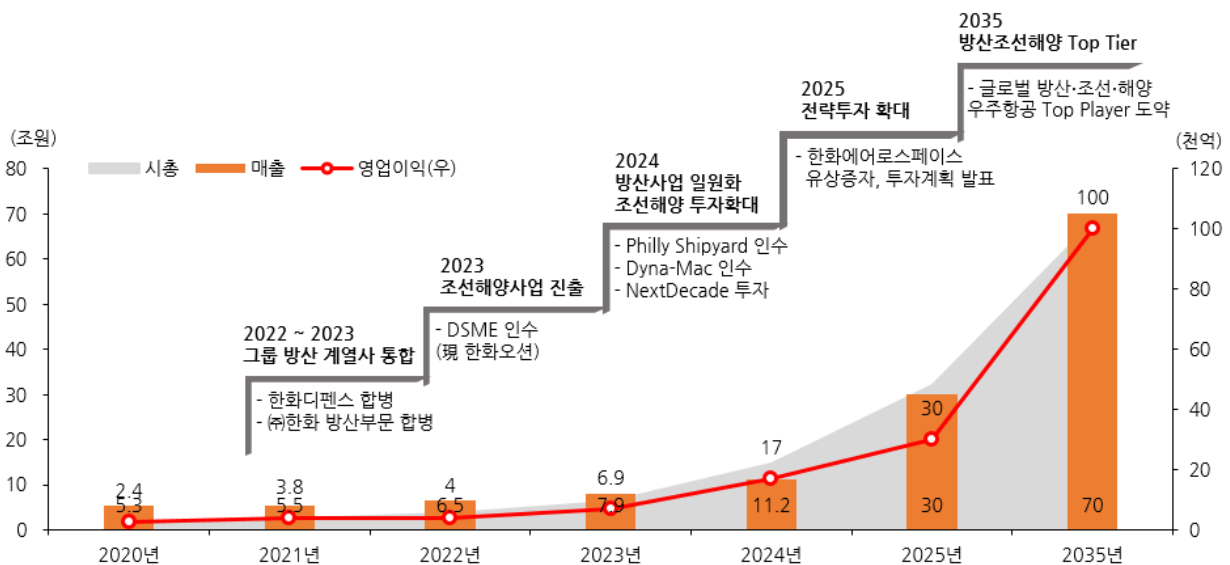 2035
방산조선해양 Top Tier
- 글로벌 방산·조선·해양
우주항공 Top Player 도약
2025
전략투자 확대
- 한화에어로스페이스
유상증자, 투자계획 발표
2024
방산사업 일원화
조선해양 투자확대
- Philly Shipyard 인수
- Dyna-Mac 인수
- NextDecade 투자
2023
조선해양사업 진출
- DSME 인수
(現 한화오션)
2022 ~ 2023
그룹 방산 계열사 통합
- 한화디펜스 합병
- ㈜한화 방산부문 합병
(조원)
(천억)
시총 매출 영업이익(우)
80
70
60
50
40
30
20
10
0
120
100
80
60
40
20
0
2.4 3.8 4 6.9 17 30 100
5.3 5.5 6.5 7.9 11.2 30 70
2020년 2021년 2022년 2023년 2024년 2025년 2035년